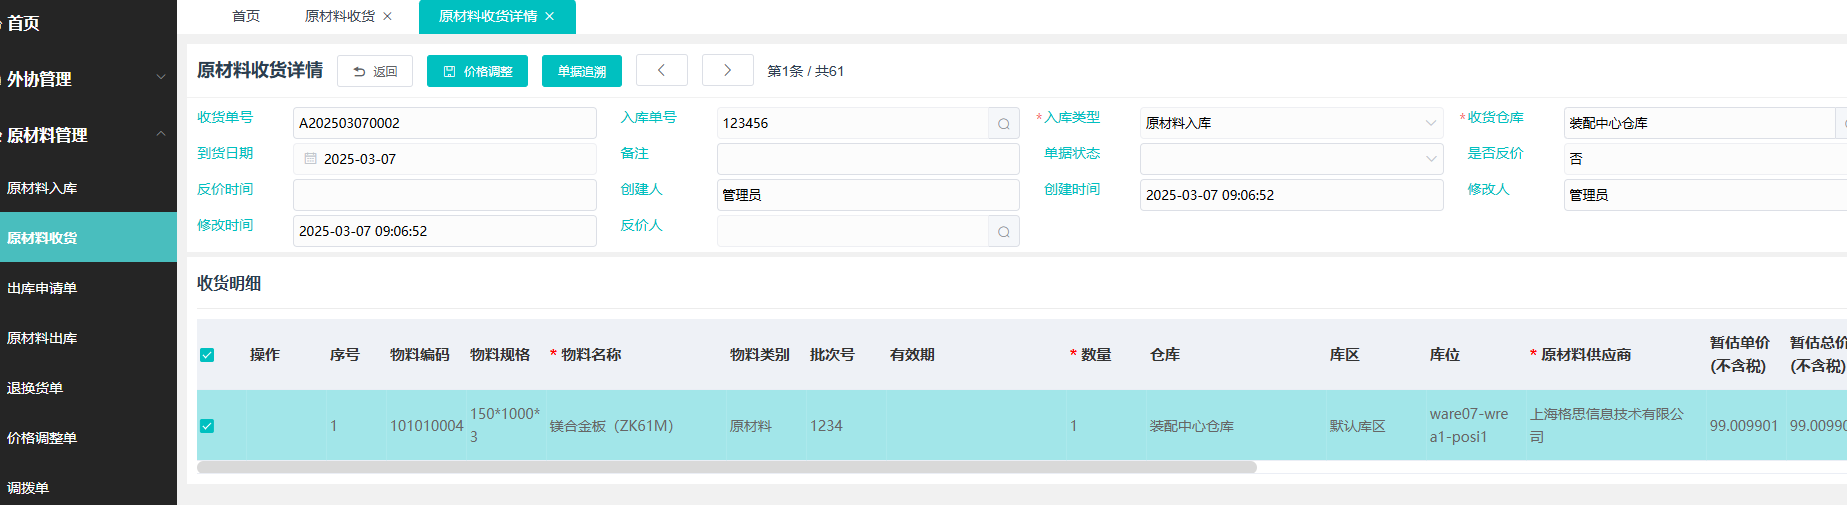 首页
外协管理
原材料管理
原材料入库
原材料收货
出库申请单
原材料出库
退换货单
价格调整单
调拨单
首页 原材料收货 原材料收货详情
原材料收货详情 返回 价格调整 单据追溯 第1条 / 共61
收货单号 A202503070002 入库单号 123456 * 入库类型 原材料入库 * 收货仓库 装配中心仓库
到货日期 2025-03-07 备注 单据状态 是否反价 否
反价时间 创建人 管理员 创建时间 2025-03-07 09:06:52 修改人 管理员
修改时间 2025-03-07 09:06:52 反价人
收货明细
操作 序号 物料编码 物料规格 * 物料名称 物料类别 批次号 有效期 * 数量 仓库 库区 库位 * 原材料供应商 暂估单价 暂估总价
(不含税) (不含税)
1 101010004 150*1000* 镁合金板（ZK61M） 原材料 1234 1 装配中心仓库 默认库区 ware07-wre 上海格思信息技术有限公 99.009901 99.00990
3 a1-posi1 司